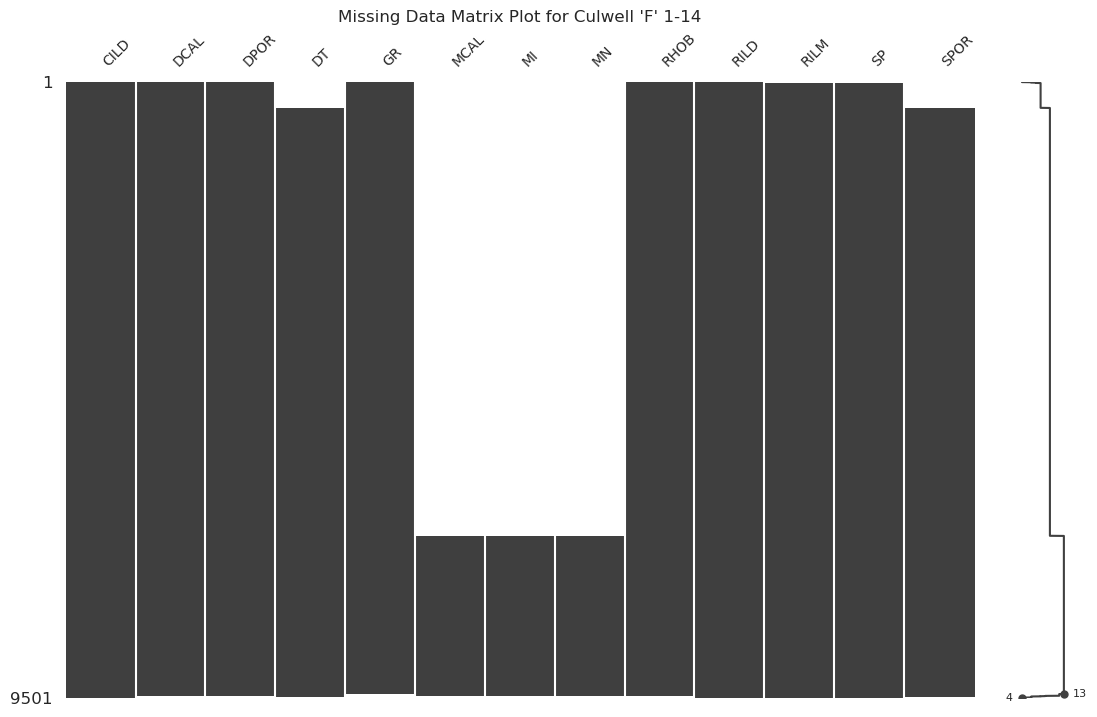 Missing Data Matrix Plot for Culwell 'F' 1-14
CILD DCAL DPOR DT GR MCAL MI MN RHOB RILD RILM SP SPOR
1
9501
4 13